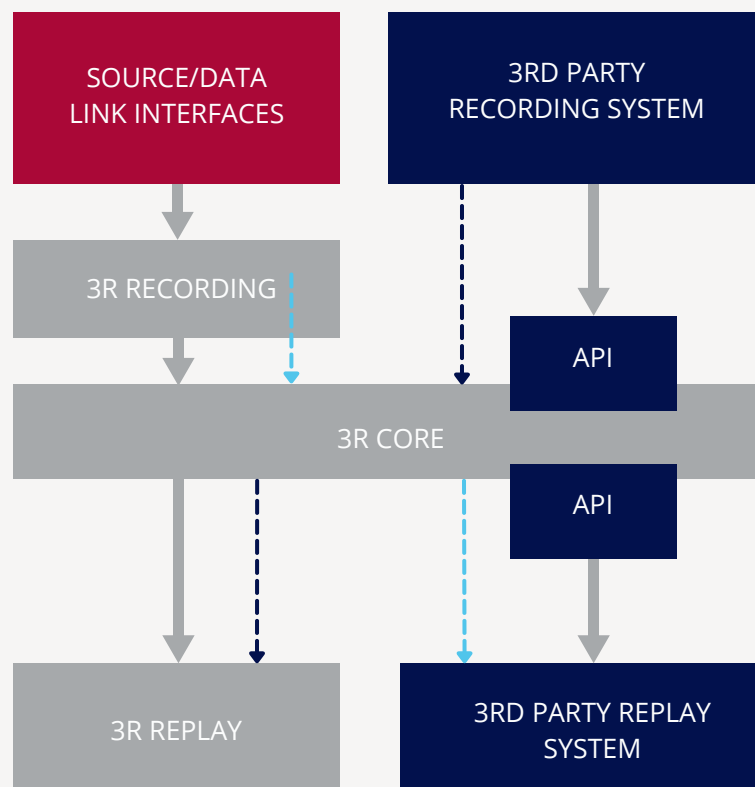 SOURCE/DATA
LINK INTERFACES
3RD PARTY
RECORDING SYSTEM
3R RECORDING
API
3R CORE
API
3R REPLAY
3RD PARTY REPLAY
SYSTEM